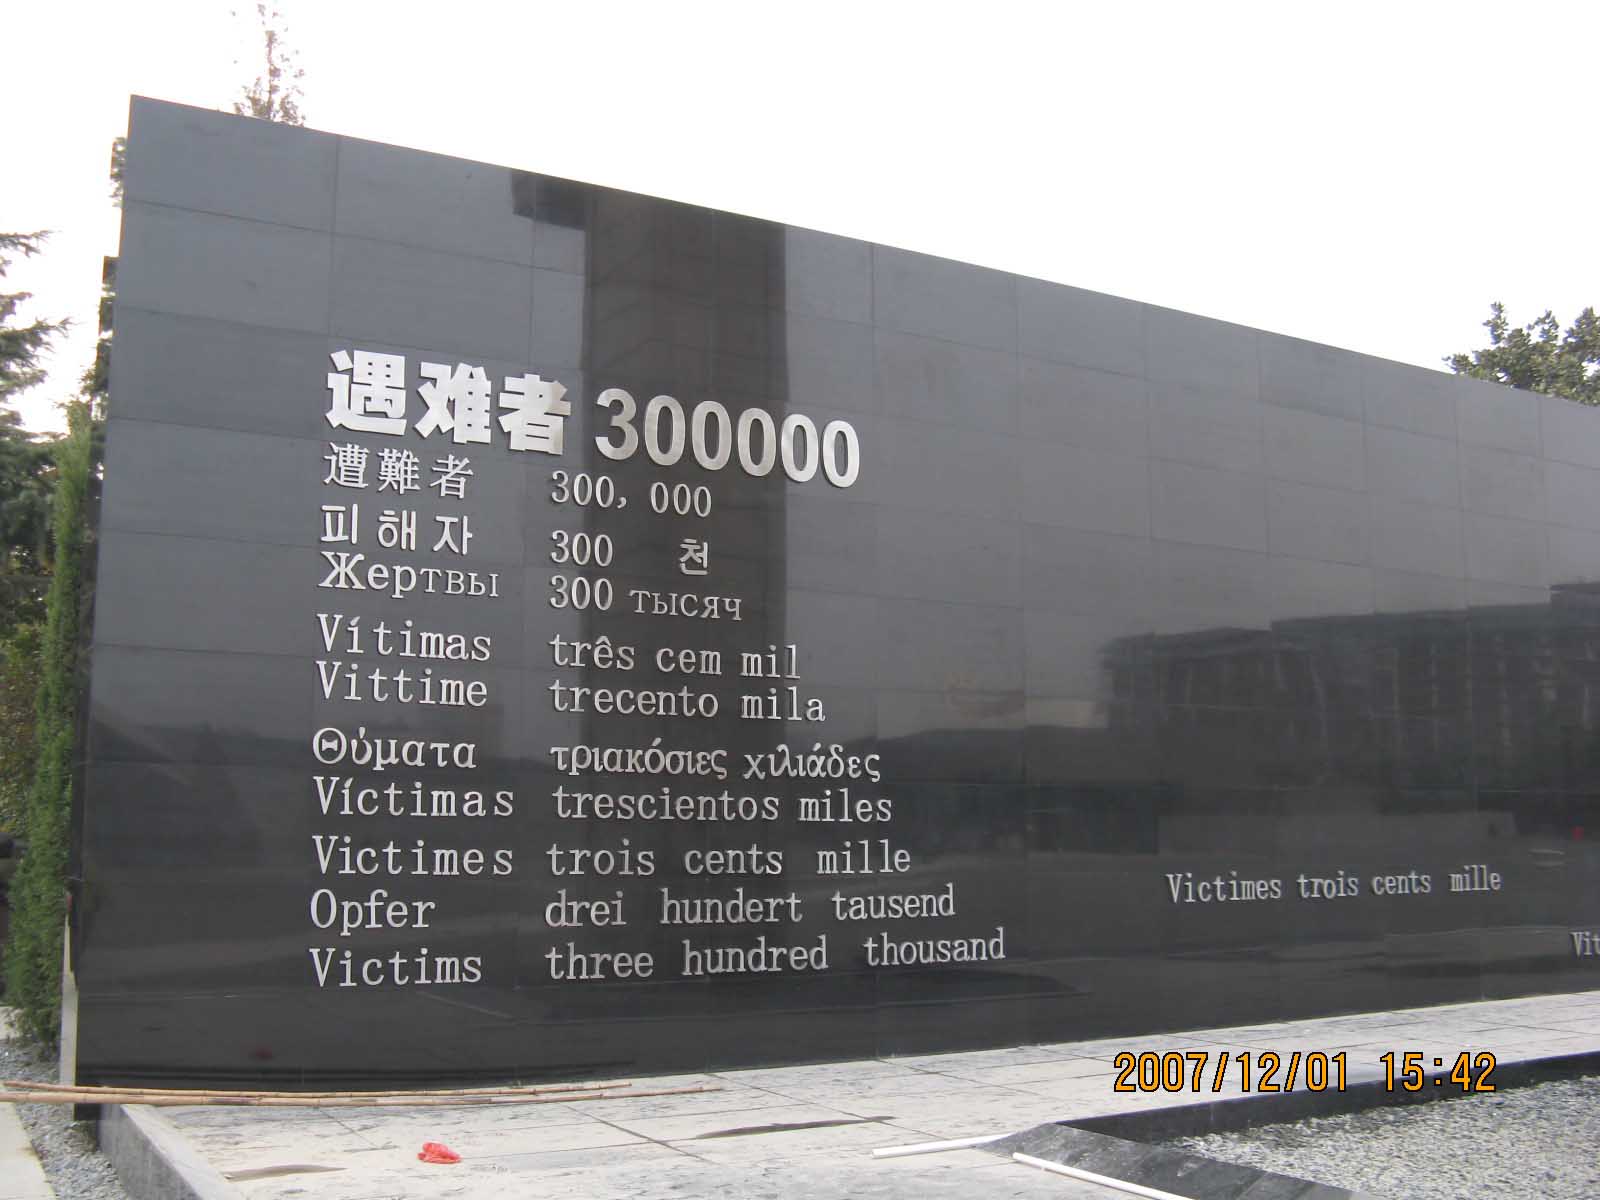 遇难者 300000
遭難者 300, 000
피해자 300 천
Жертвы 300 тысяч
Vítimas três cem mil
Vittime trecento mila
Θύματα τριακόσιες χιλιάδες
Víctimas trescientos miles
Victimes trois cents mille
Opfer drei hundert tausend
Victims three hundred thousand
Victimes trois cents mille
Vit
2007/12/01 15:42